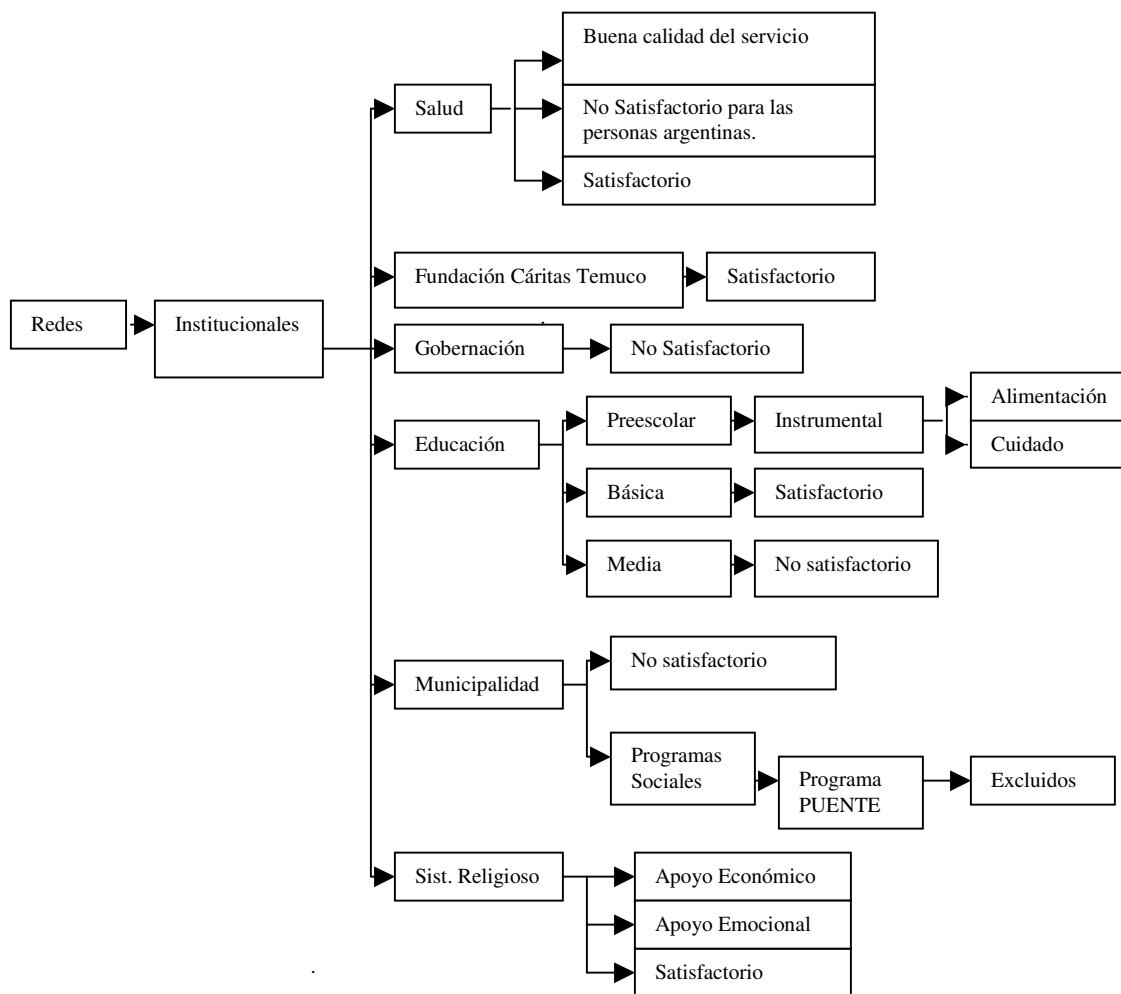 Buena calidad del servicio
Salud
No Satisfactorio para las
personas argentinas.
Satisfactorio
Fundación Cáritas Temuco
Satisfactorio
Redes
Institucionales
Gobernación
No Satisfactorio
Educación
Preescolar
Instrumental
Alimentación
Cuidado
Básica
Satisfactorio
Media
No satisfactorio
Municipalidad
No satisfactorio
Programas
Sociales
Programa
PUENTE
Excluidos
Sist. Religioso
Apoyo Económico
Apoyo Emocional
Satisfactorio